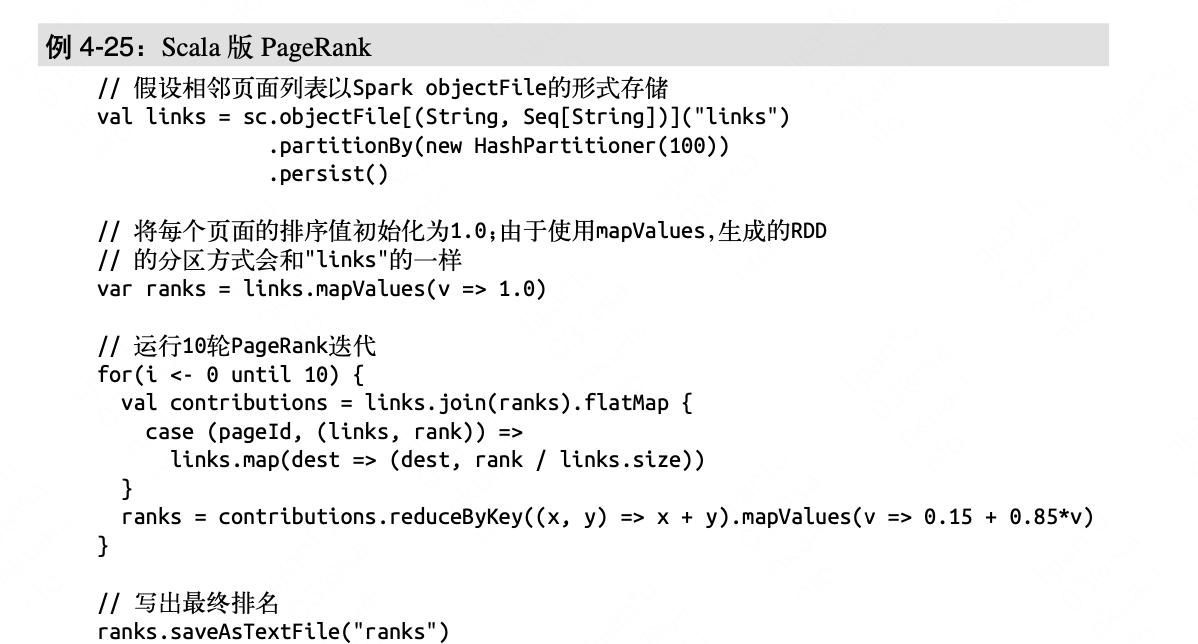 例 4-25：Scala 版 PageRank
// 假设相邻页面列表以Spark objectFile的形式存储
val links = sc.objectFile[(String, Seq[String])]("links")
              .partitionBy(new HashPartitioner(100))
              .persist()
// 将每个页面的排序值初始化为1.0；由于使用mapValues，生成的RDD
// 的分区方式会和"links"的一样
var ranks = links.mapValues(v => 1.0)
// 运行10轮PageRank迭代
for(i <- 0 until 10) {
  val contributions = links.join(ranks).flatMap {
    case (pageId, (links, rank)) =>
      links.map(dest => (dest, rank / links.size))
  }
  ranks = contributions.reduceByKey((x, y) => x + y).mapValues(v => 0.15 + 0.85*v)
}
// 写出最终排名
ranks.saveAsTextFile("ranks")